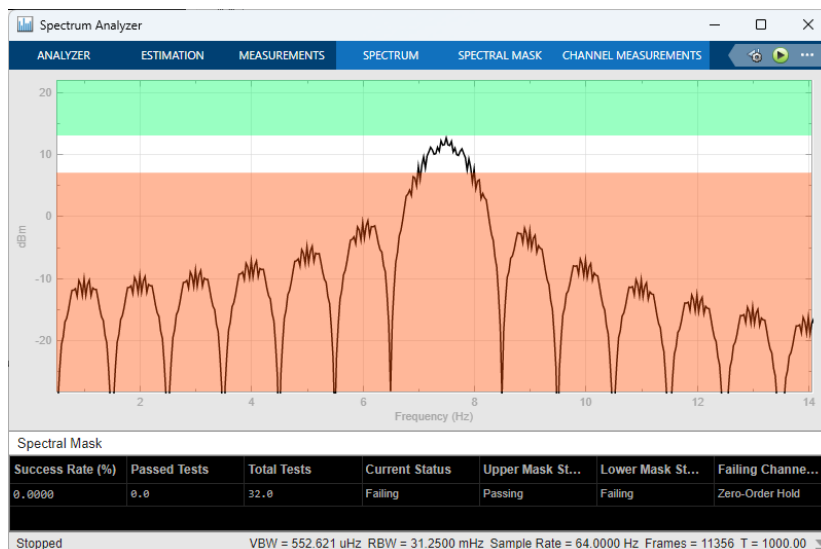 Spectrum Analyzer
ANALYZER ESTIMATION MEASUREMENTS SPECTRUM SPECTRAL MASK CHANNEL MEASUREMENTS
20
10
0
-10
-20
dBm
2 4 6 8 10 12 14
Frequency (Hz)
Spectral Mask
Success Rate (%) Passed Tests Total Tests Current Status Upper Mask St... Lower Mask St... Failing Channe...
0.0000 0.0 32.0 Failing Passing Failing Zero-Order Hold
Stopped VBW = 552.621 uHz RBW = 31.2500 mHz Sample Rate = 64.0000 Hz Frames = 11356 T = 1000.00